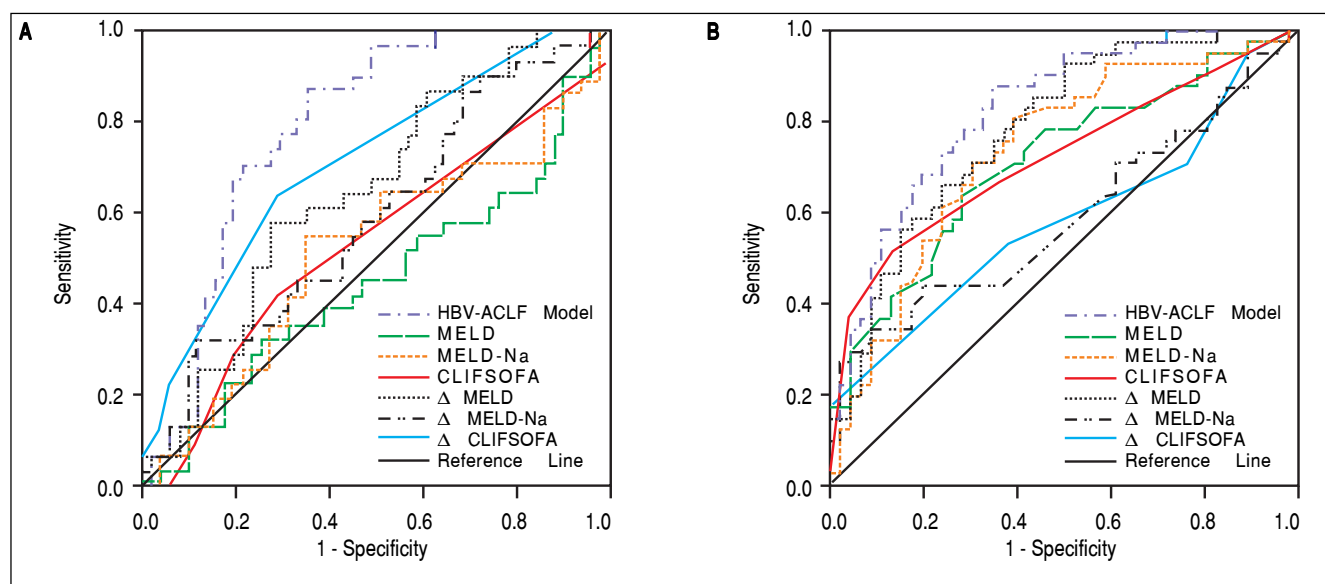 A
1.0
0.8
0.6
0.4
0.2
0.0
Sensitivity
HBV-ACLF Model
MELD
MELD-Na
CLIFSOFA
Δ MELD
Δ MELD-Na
Δ CLIFSOFA
Reference Line
0.0 0.2 0.4 0.6 0.8 1.0
1 - Specificity
B
1.0
0.8
0.6
0.4
0.2
0.0
Sensitivity
HBV-ACLF Model
MELD
MELD-Na
CLIFSOFA
Δ MELD
Δ MELD-Na
Δ CLIFSOFA
Reference Line
0.0 0.2 0.4 0.6 0.8 1.0
1 - Specificity